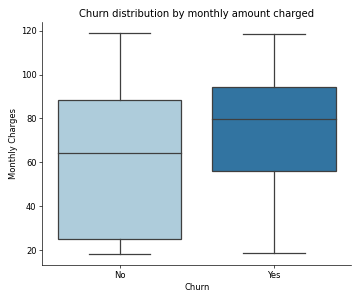 Churn distribution by monthly amount charged
120
100
80
60
40
20
Monthly Charges
No
Yes
Churn